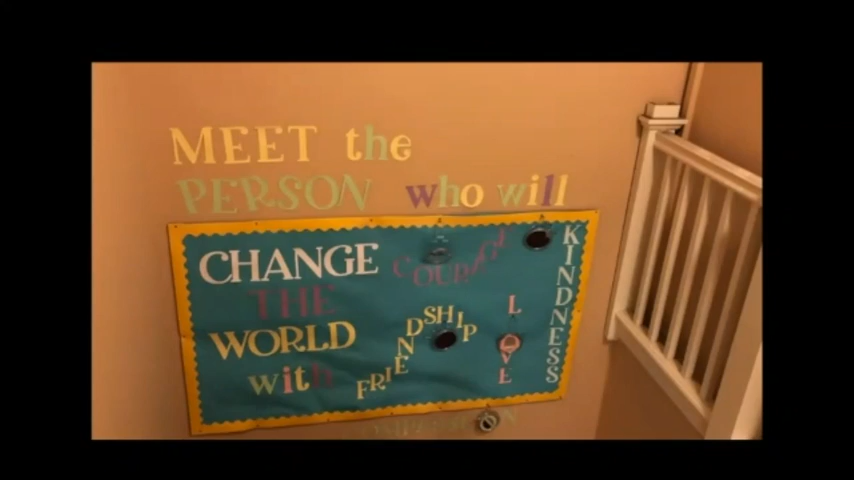 MEET the
PERSON who will
CHANGE
THE
WORLD
with
COURAGE
FRIENDSHIP
LOVE
KINDNESS